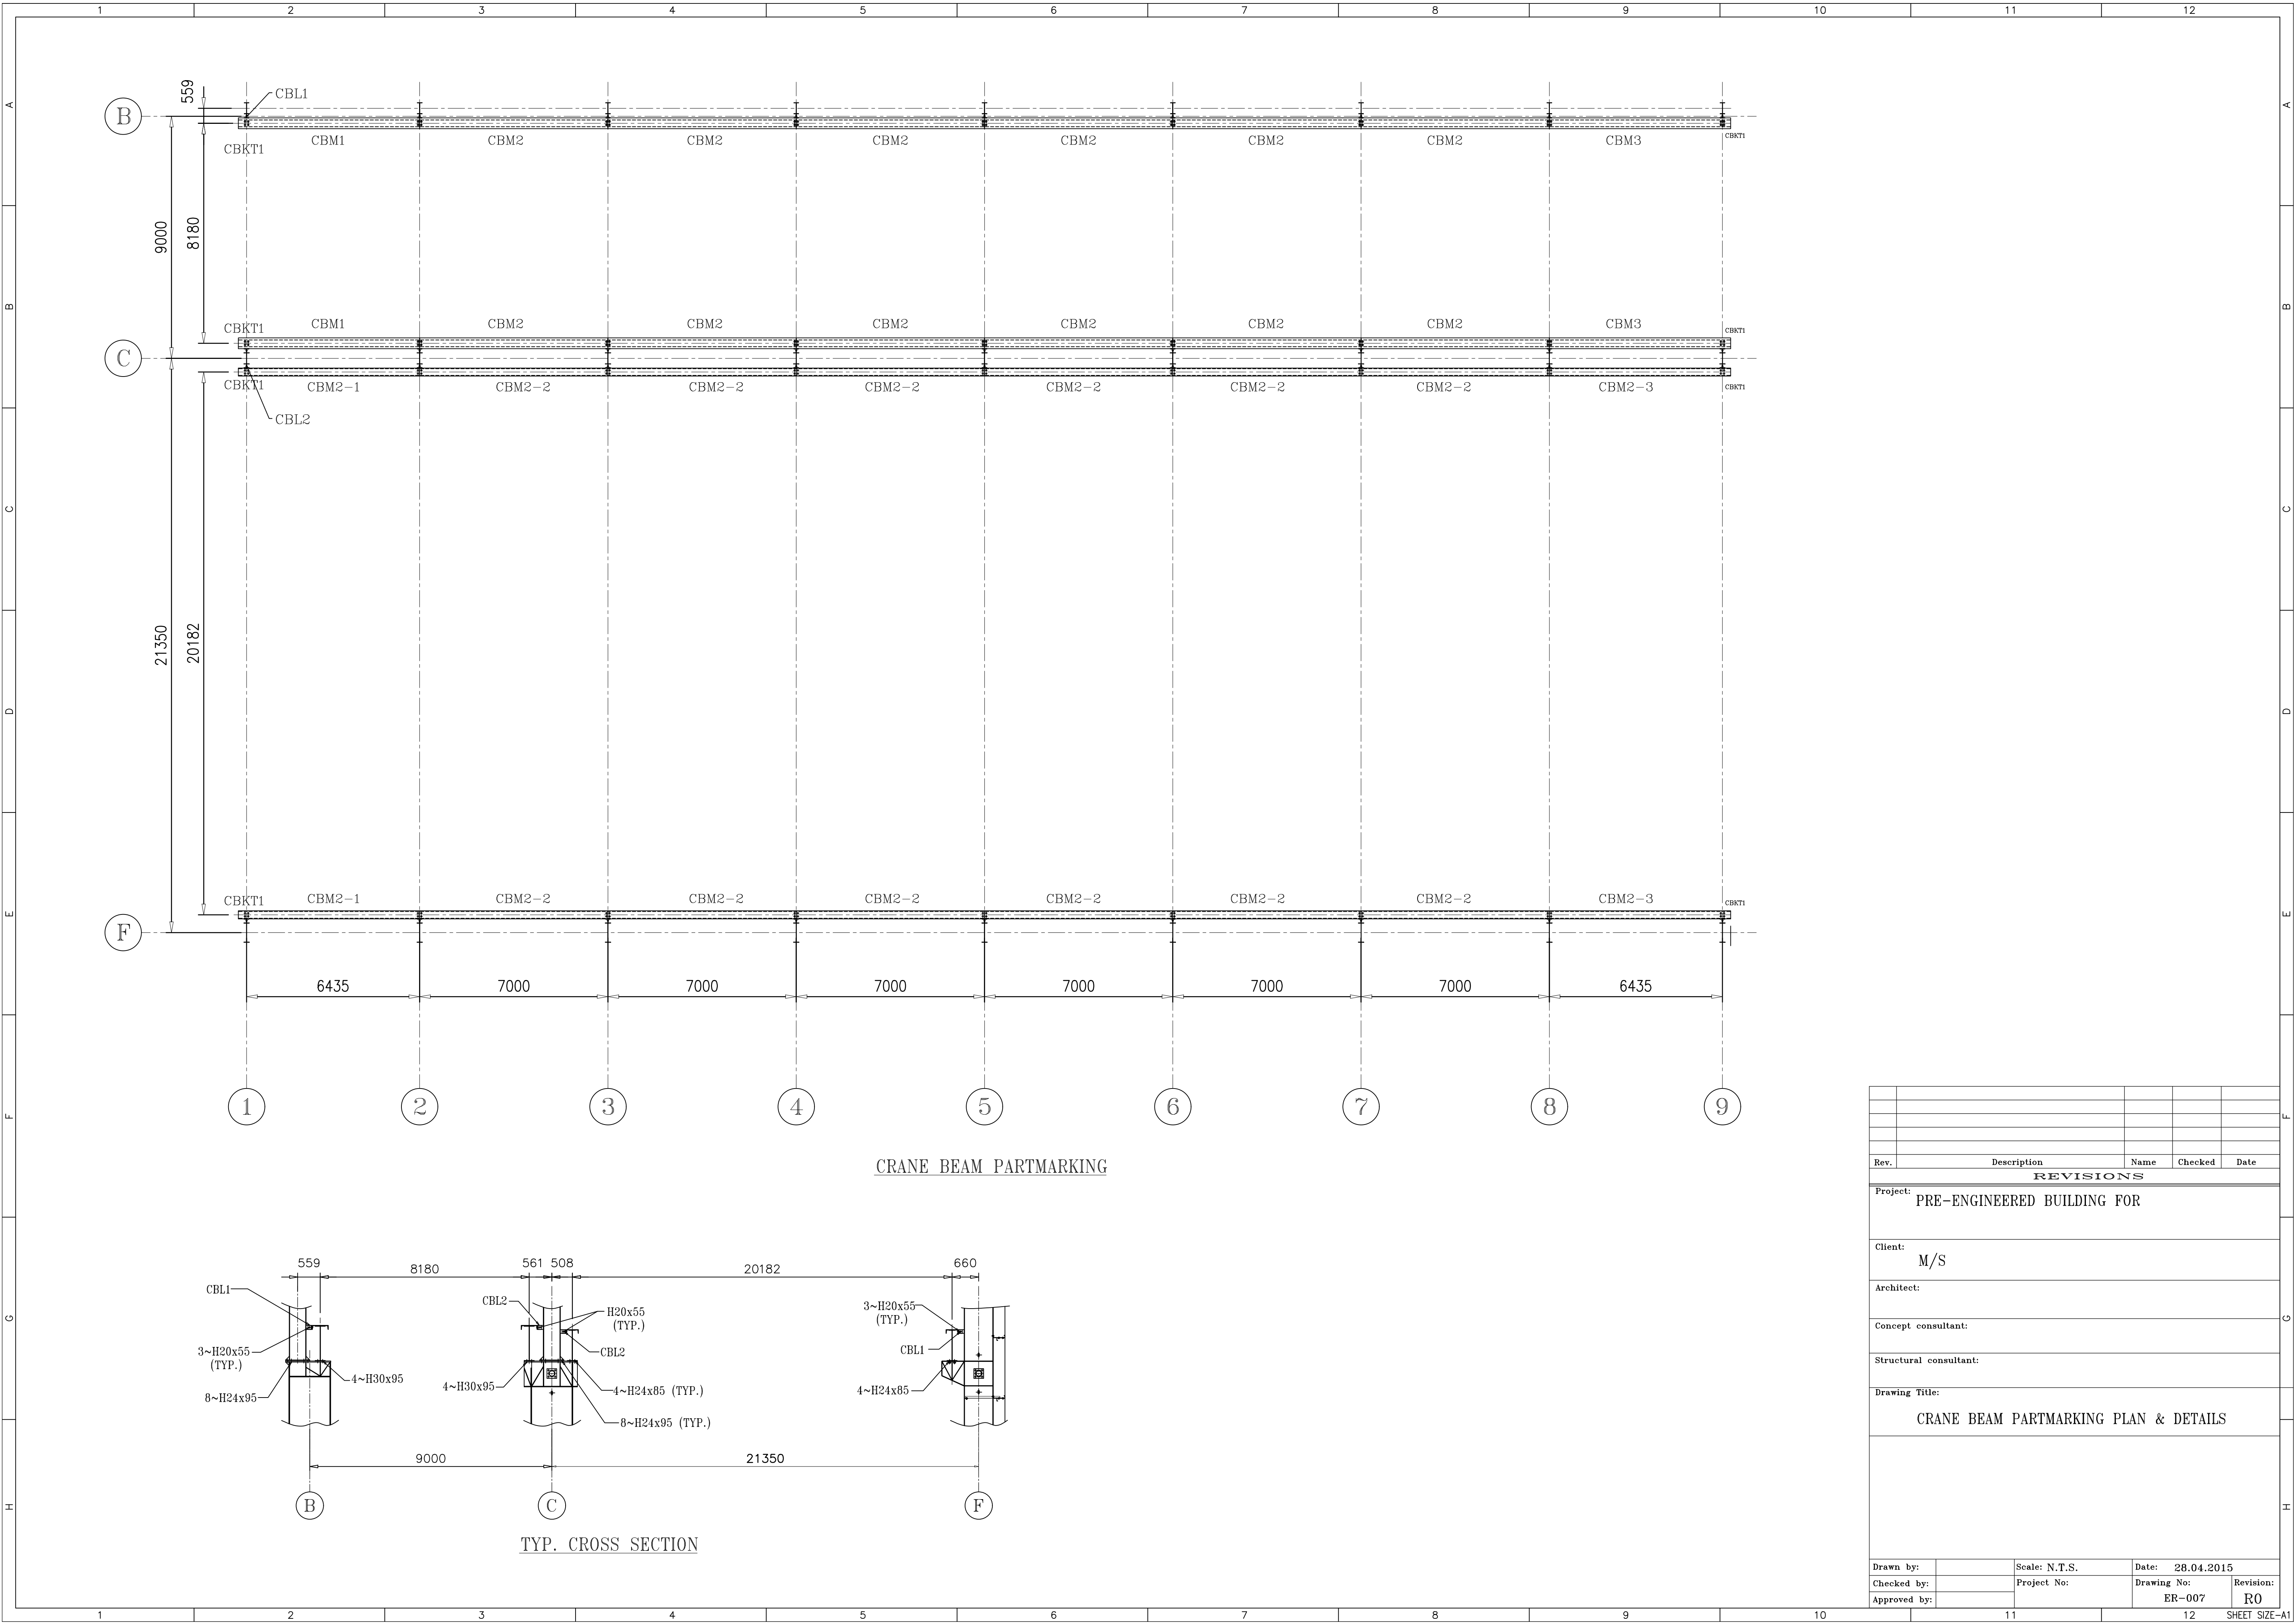 1 2 3 4 5 6 7 8 9 10 11 12
A A
559
CBL1
B
CBKT1 CBM1 CBM2 CBM2 CBM2 CBM2 CBM2 CBM2 CBM3 CBKT1
9000 8180
B B
CBKT1 CBM1 CBM2 CBM2 CBM2 CBM2 CBM2 CBM2 CBM3 CBKT1
C
CBKT1 CBM2-1 CBM2-2 CBM2-2 CBM2-2 CBM2-2 CBM2-2 CBM2-2 CBM2-3 CBKT1
CBL2
C C
21350 20182
D D
CBKT1 CBM2-1 CBM2-2 CBM2-2 CBM2-2 CBM2-2 CBM2-2 CBM2-2 CBM2-3 CBKT1
E E
F
6435 7000 7000 7000 7000 7000 7000 6435
1 2 3 4 5 6 7 8 9
F F
CRANE BEAM PARTMARKING
559 8180 561 508 20182 660
CBL1
CBL2
H20x55
(TYP.)
3~H20x55
(TYP.)
G G
3~H20x55
(TYP.)
CBL2
CBL1
4~H30x95
8~H24x95
4~H30x95
4~H24x85 (TYP.)
4~H24x85
8~H24x95 (TYP.)
9000 21350
B C F
H H
TYP. CROSS SECTION
Rev. Description Name Checked Date
REVISIONS
Project:
PRE-ENGINEERED BUILDING FOR
Client:
M/S
Architect:
Concept consultant:
Structural consultant:
Drawing Title:
CRANE BEAM PARTMARKING PLAN & DETAILS
Drawn by: Scale: N.T.S. Date: 28.04.2015
Checked by: Project No: Drawing No: Revision:
Approved by: ER-007 R0
1 2 3 4 5 6 7 8 9 10 11 12 SHEET SIZE-A1